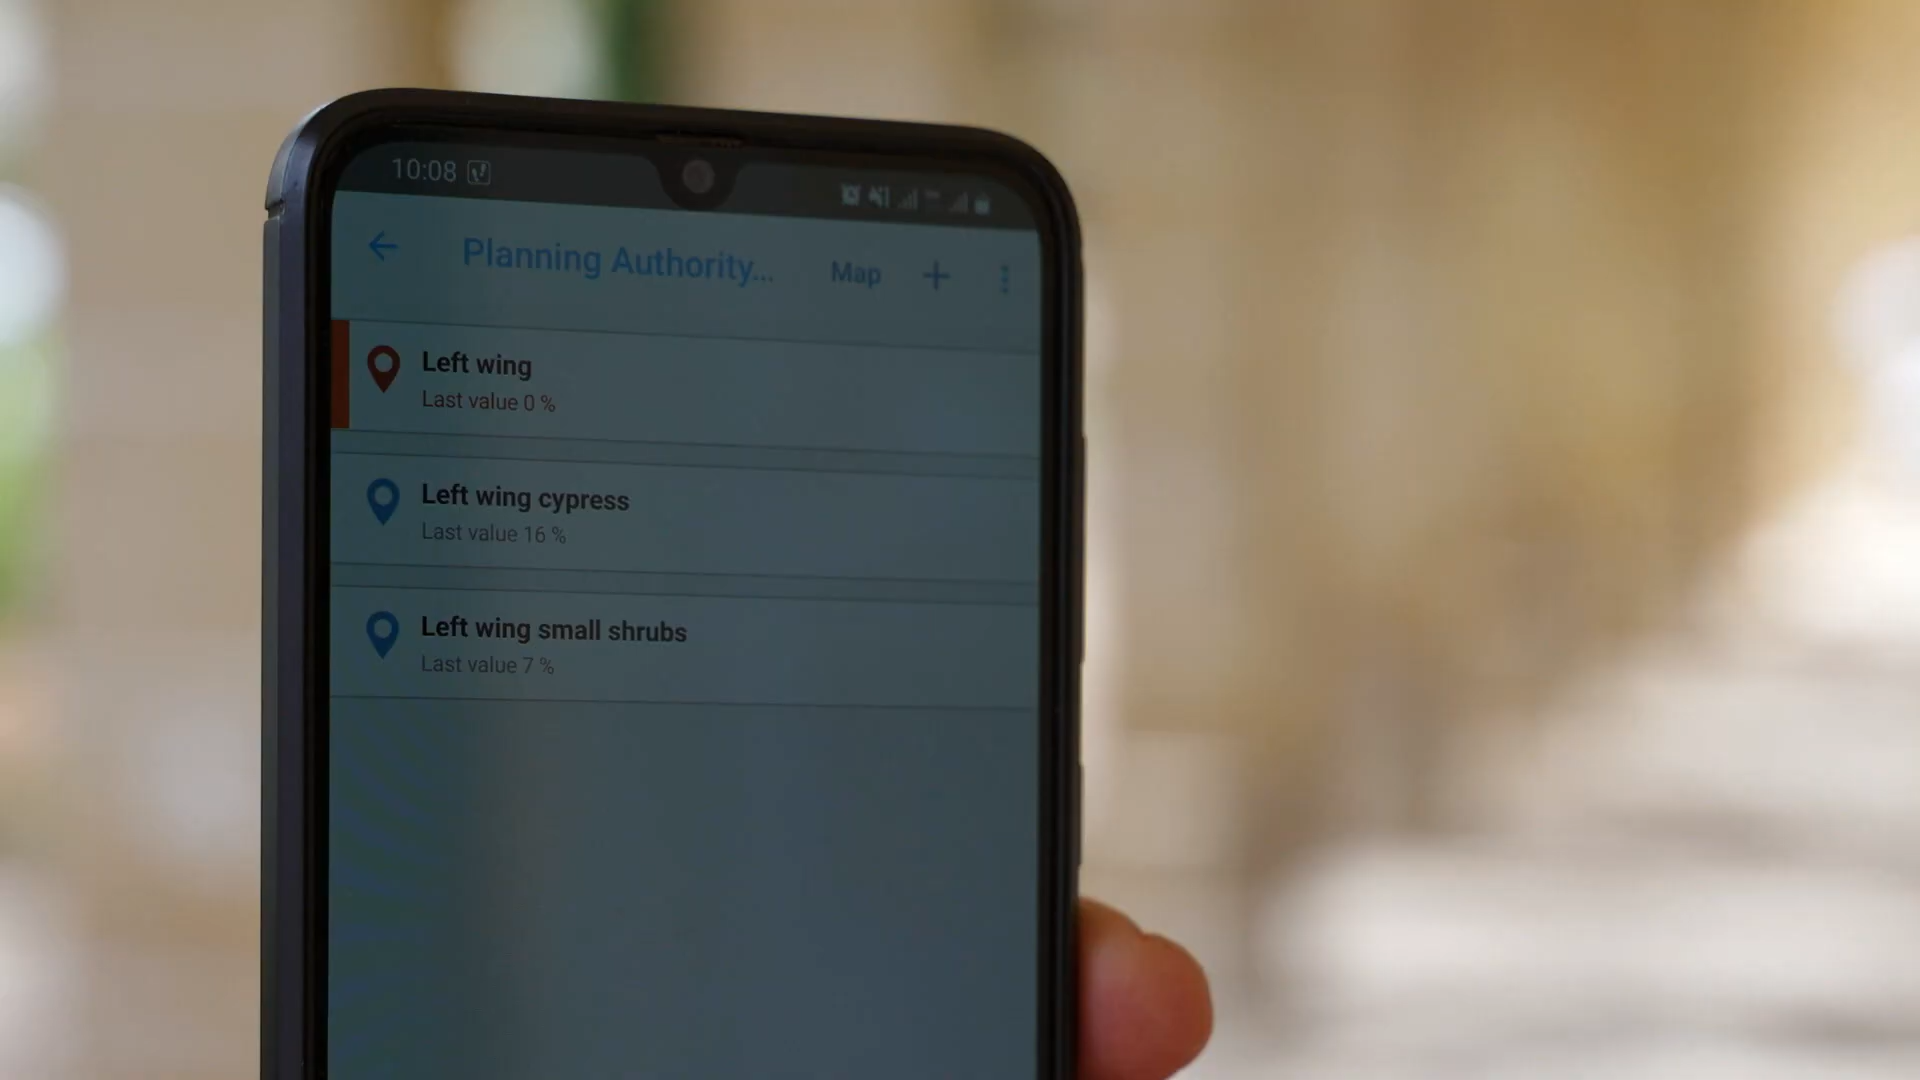 10:08
Planning Authority...
Map
Left wing
Last value 0 %
Left wing cypress
Last value 16 %
Left wing small shrubs
Last value 7 %